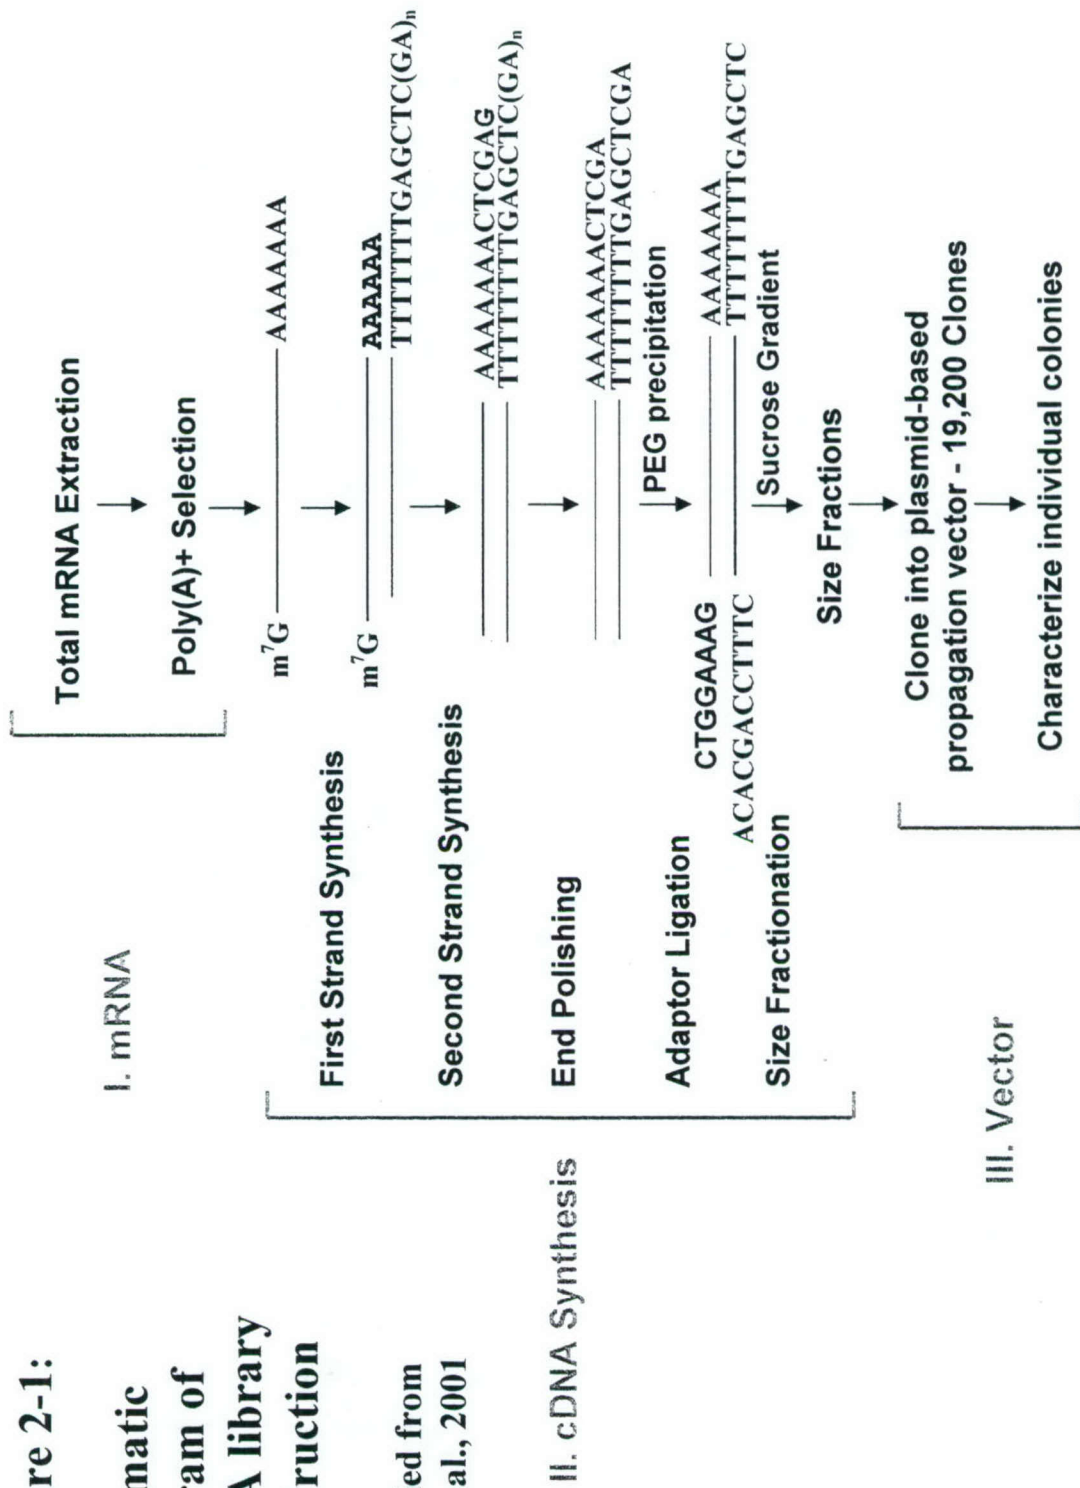 re 2-1:
matic
ram of
A library
ruction
ed from
al., 2001
I. mRNA
Total mRNA Extraction
Poly(A)+ Selection
m⁷G AAAAAAA
II. cDNA Synthesis
First Strand Synthesis
m⁷G AAAAAA
TTTTTTTGAGCTC(GA)ₙ
Second Strand Synthesis
AAAAAAACTCGAG
TTTTTTTTGAGCTC(GA)ₙ
End Polishing
AAAAAAACTCGA
TTTTTTTTGAGCTCGA
PEG precipitation
Adaptor Ligation
CTGGAAAG AAAAAAA
ACACGACCTTTC TTTTTTTTGAGCTC
Size Fractionation
Sucrose Gradient
Size Fractions
III. Vector
Clone into plasmid-based
propagation vector - 19,200 Clones
Characterize individual colonies